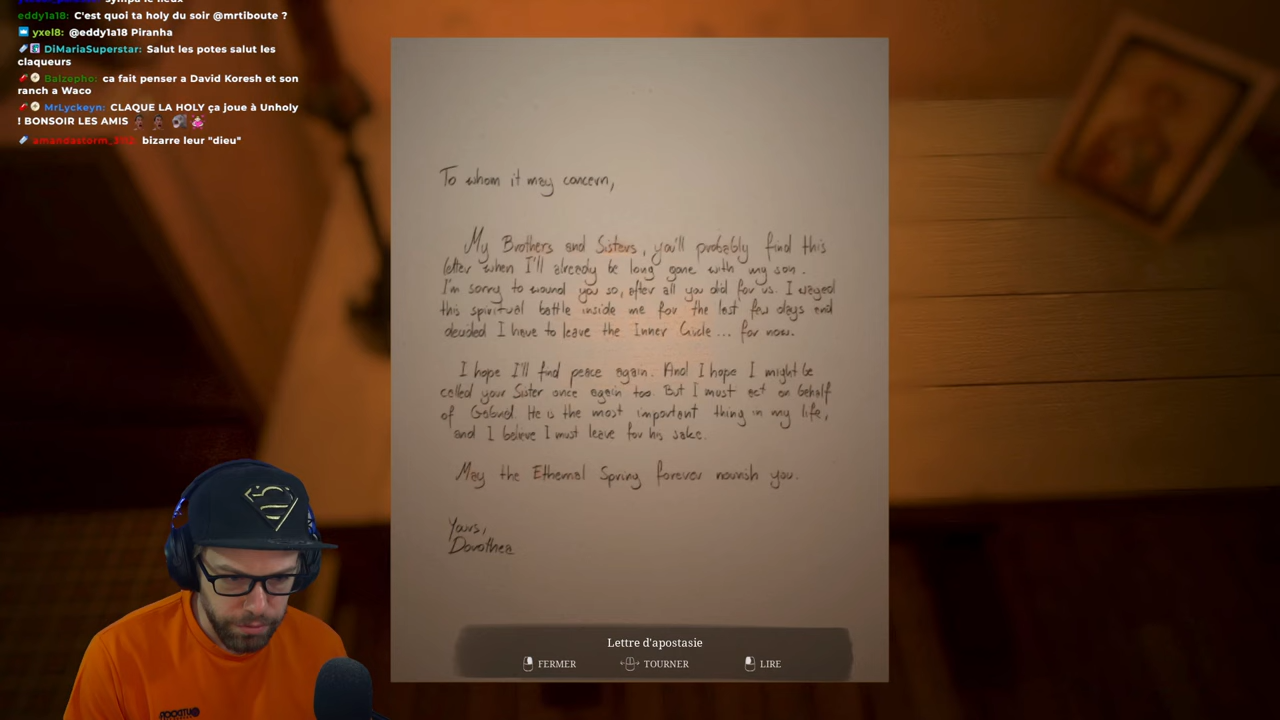 eddy1a18: C'est quoi ta holy du soir @mrtiboute ?
yxel8: @eddy1a18 Piranha
DiMariaSuperstar: Salut les potes salut les
claqueurs
Balzepho: ca fait penser a David Koresh et son
ranch a Waco
MrLyckeyn: CLAQUE LA HOLY ça joue à Unholy
! BONSOIR LES AMIS
bizarre leur "dieu"
To whom it may concern,
My Brothers and Sisters, you'll probably find this
letter when I'll already be long gone with my son.
I'm sorry to wound you so, after all you did for us. I waged
this spiritual battle inside me for the last few days and
decided I have to leave the Inner Circle... for now.
I hope I'll find peace again. And I hope I might be
called your Sister once again too. But I must act on behalf
of Gabriel. He is the most important thing in my life,
and I believe I must leave for his sake.
May the Ethernal Spring forever nourish you.
Yours,
Dorothea
Lettre d'apostasie
FERMER TOURNER LIRE